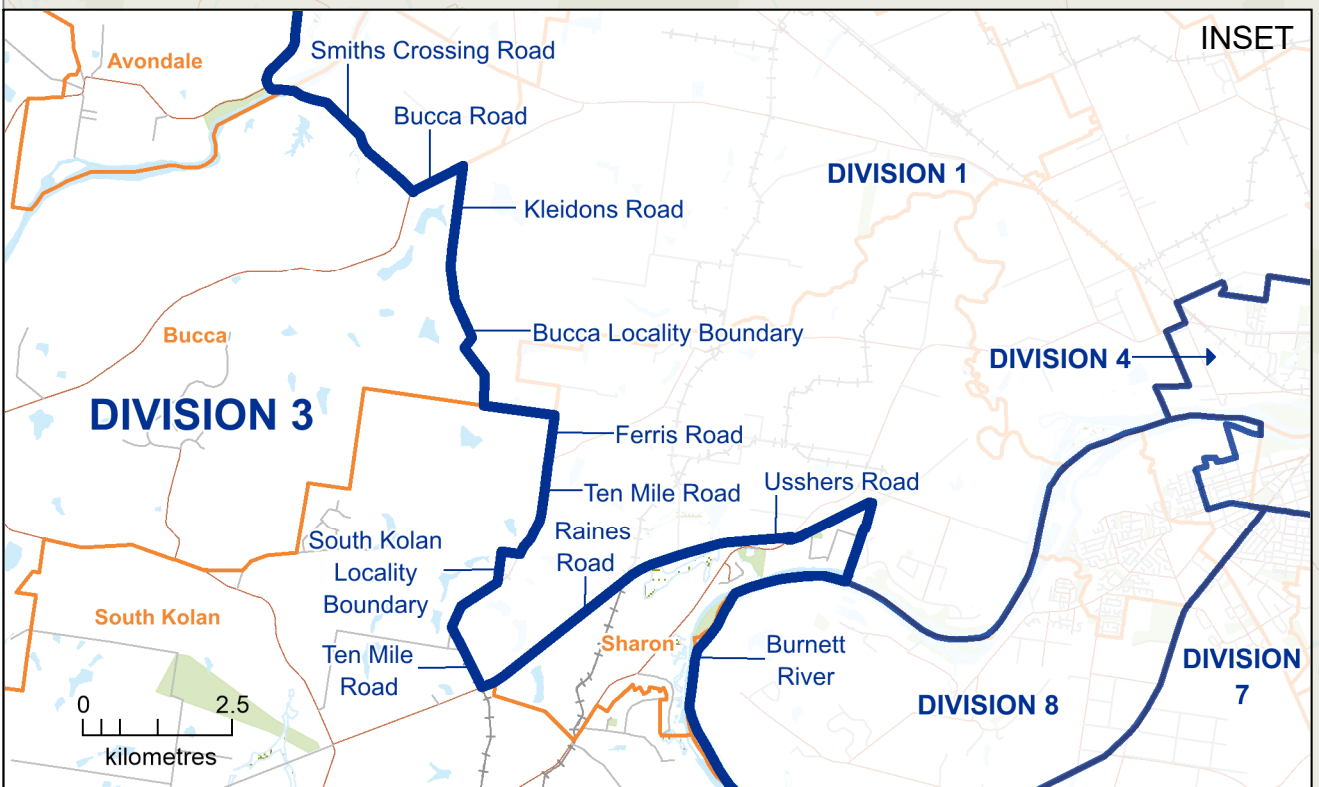 INSET
Avondale
Smiths Crossing Road
Bucca Road
DIVISION 1
Kleidons Road
Bucca
Bucca Locality Boundary
DIVISION 4
DIVISION 3
Ferris Road
Ten Mile Road
Usshers Road
Raines
Road
South Kolan
Locality
Boundary
South Kolan
Sharon
Ten Mile
Road
Burnett
River
DIVISION
7
DIVISION 8
0 2.5
kilometres